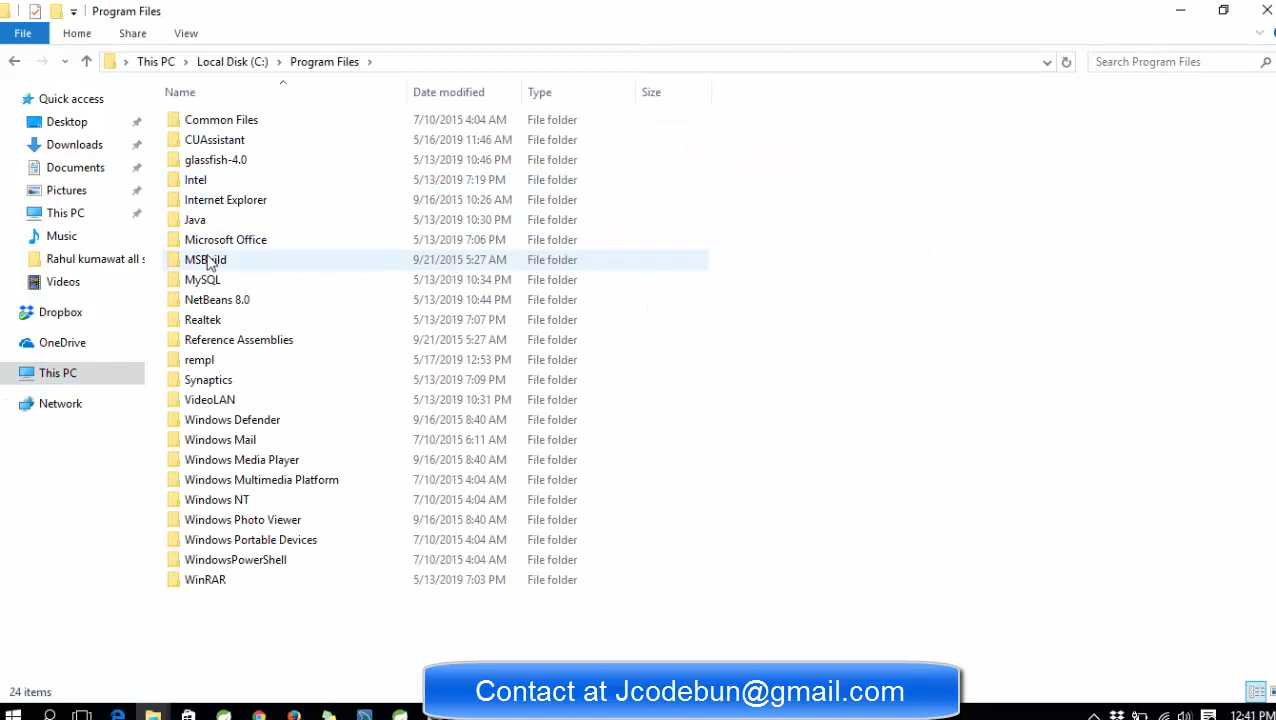 Program Files
File Home Share View
This PC Local Disk (C:) Program Files Search Program Files
Name Date modified Type Size
Quick access
Desktop
Downloads
Documents
Pictures
This PC
Music
Rahul kumawat all s
Videos
Dropbox
OneDrive
This PC
Network
Common Files 7/10/2015 4:04 AM File folder
CUAssistant 5/16/2019 11:46 AM File folder
glassfish-4.0 5/13/2019 10:46 PM File folder
Intel 5/13/2019 7:19 PM File folder
Internet Explorer 9/16/2015 10:26 AM File folder
Java 5/13/2019 10:30 PM File folder
Microsoft Office 5/13/2019 7:06 PM File folder
MSBuild 9/21/2015 5:27 AM File folder
MySQL 5/13/2019 10:34 PM File folder
NetBeans 8.0 5/13/2019 10:44 PM File folder
Realtek 5/13/2019 7:07 PM File folder
Reference Assemblies 9/21/2015 5:27 AM File folder
rempl 5/17/2019 12:53 PM File folder
Synaptics 5/13/2019 7:09 PM File folder
VideoLAN 5/13/2019 10:31 PM File folder
Windows Defender 9/16/2015 8:40 AM File folder
Windows Mail 7/10/2015 6:11 AM File folder
Windows Media Player 9/16/2015 8:40 AM File folder
Windows Multimedia Platform 7/10/2015 4:04 AM File folder
Windows NT 7/10/2015 4:04 AM File folder
Windows Photo Viewer 9/16/2015 8:40 AM File folder
Windows Portable Devices 7/10/2015 4:04 AM File folder
WindowsPowerShell 7/10/2015 4:04 AM File folder
WinRAR 5/13/2019 7:03 PM File folder
24 items
Contact at Jcodebun@gmail.com
12:41 PM